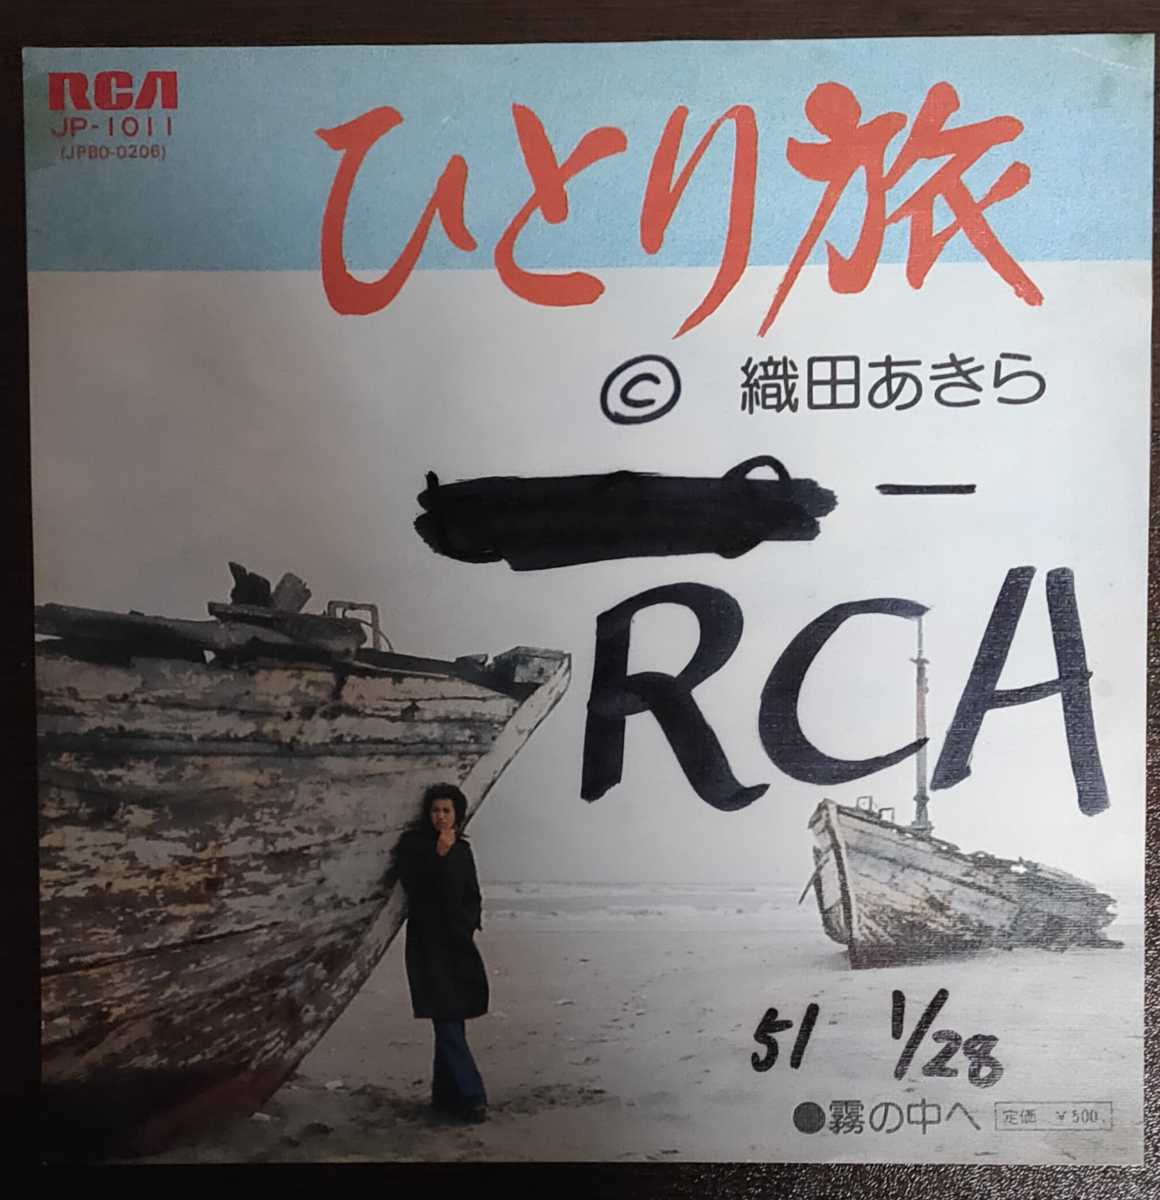 RCA
JP-1011
(JPBO-0206)
ひとり旅
© 織田あきら
RCA
51 1/28
●霧の中へ 定価 ¥500.